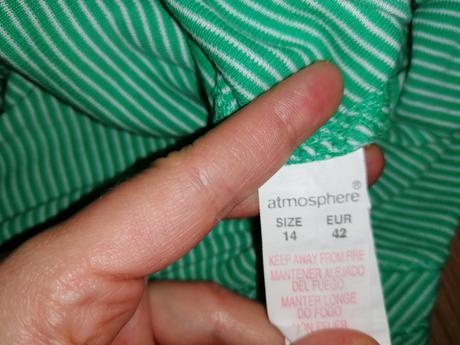 atmosphere®
SIZE EUR
14 42
KEEP AWAY FROM FIRE
MANTENER ALEJADO
DEL FUEGO
MANTER LONGE
DO FOGO